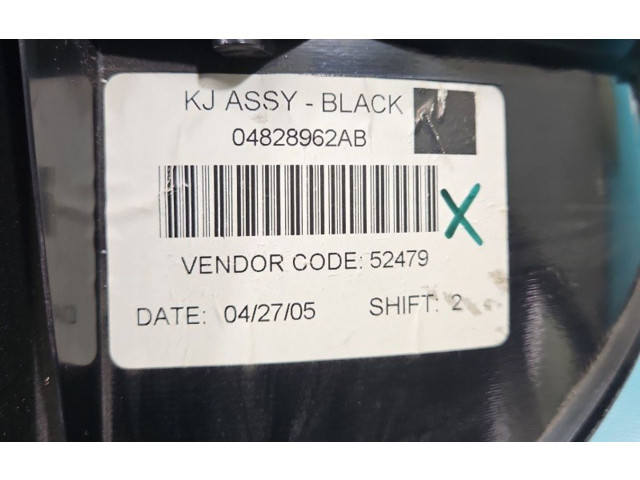 KJ ASSY - BLACK
04828962AB
X
VENDOR CODE: 52479
DATE: 04/27/05 SHIFT: 2